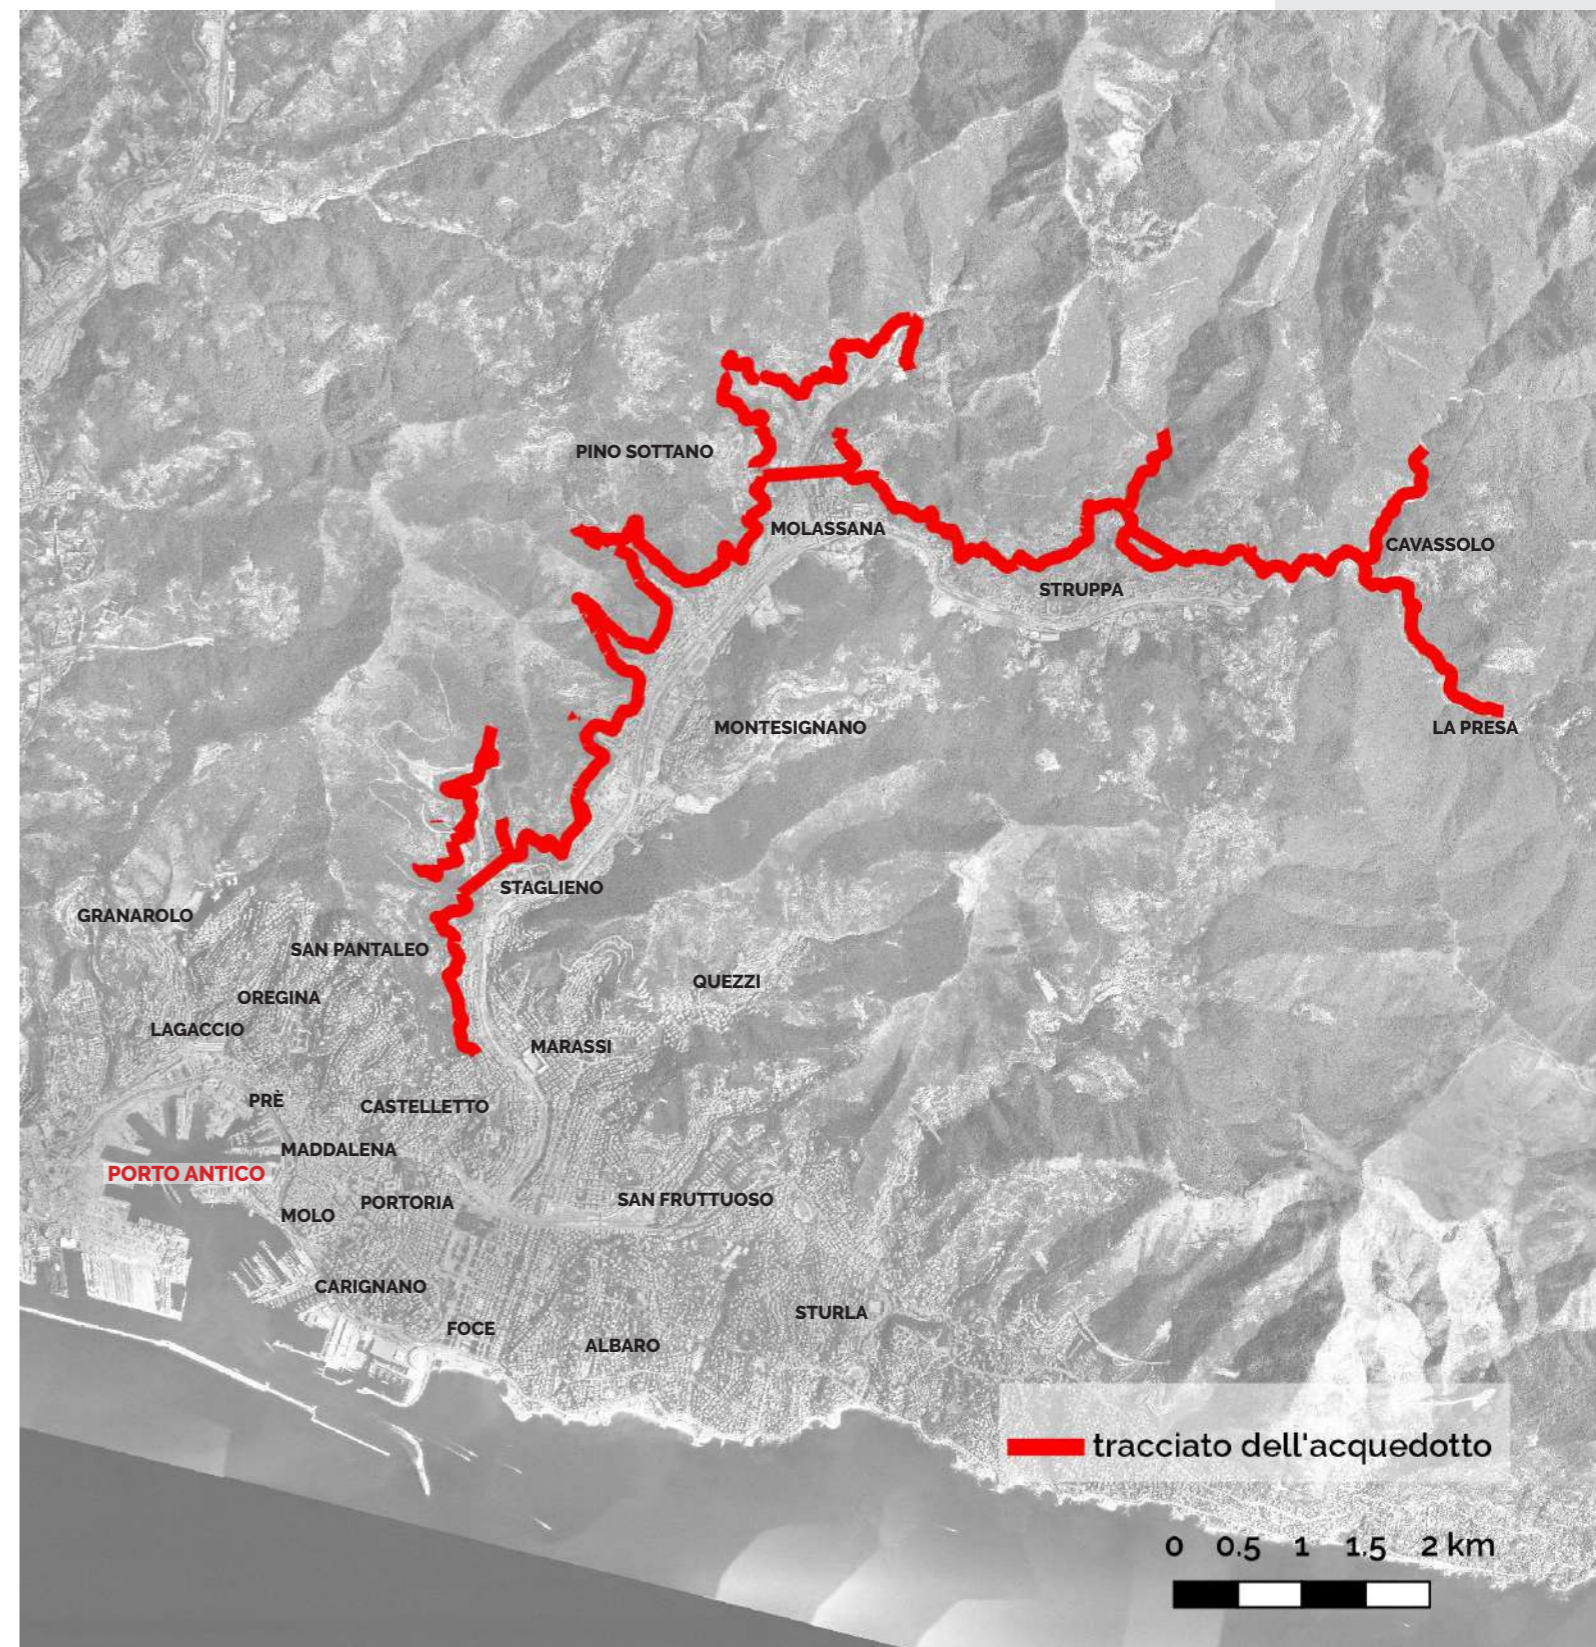 PINO SOTTANO
MOLASSANA
CAVASSOLO
STRUPPA
MONTESIGNANO
LA PRESA
STAGLIENO
GRANAROLO
SAN PANTALEO
QUEZZI
OREGINA
LAGACCIO
MARASSI
PRÈ
CASTELLETTO
MADDALENA
PORTO ANTICO
SAN FRUTTUOSO
PORTORIA
MOLO
CARIGNANO
STURLA
FOCE
ALBARO
tracciato dell'acquedotto
0 0.5 1 1.5 2 km